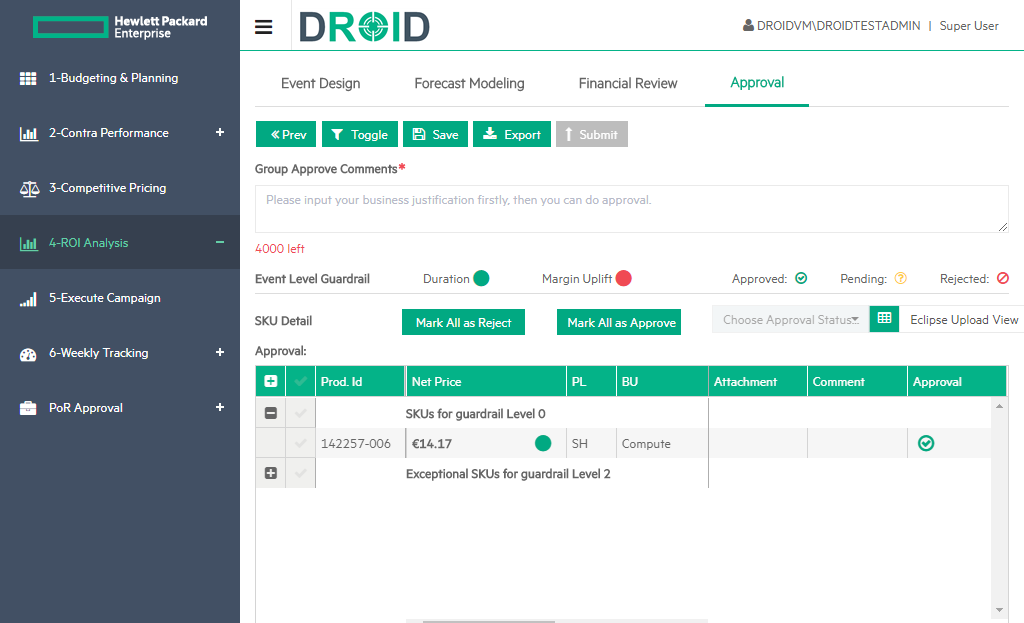 Hewlett Packard
Enterprise
DROID
DROIDVM\DROIDTESTADMIN | Super User
1-Budgeting & Planning
2-Contra Performance +
3-Competitive Pricing
4-ROI Analysis −
5-Execute Campaign
6-Weekly Tracking +
PoR Approval +
Event Design Forecast Modeling Financial Review Approval
Prev Toggle Save Export Submit
Group Approve Comments*
Please input your business justification firstly, then you can do approval.
4000 left
Event Level Guardrail Duration Margin Uplift Approved: Pending: ? Rejected:
SKU Detail Mark All as Reject Mark All as Approve Choose Approval Status Eclipse Upload View
Approval:
Prod. Id Net Price PL BU Attachment Comment Approval
SKUs for guardrail Level 0
142257-006 €14.17 SH Compute
Exceptional SKUs for guardrail Level 2